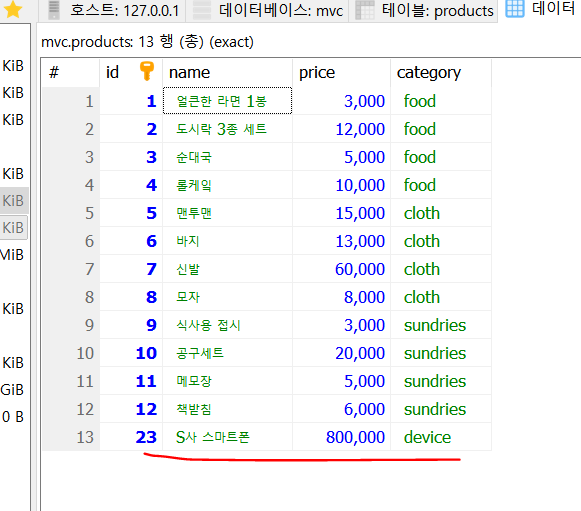 호스트: 127.0.0.1 데이터베이스: mvc 테이블: products 데이터
mvc.products: 13 행 (총) (exact)
# id name price category
KiB 1 1 얼큰한 라면 1봉 3,000 food
KiB 2 2 도시락 3종 세트 12,000 food
KiB 3 3 순대국 5,000 food
KiB 4 4 롤케잌 10,000 food
KiB 5 5 맨투맨 15,000 cloth
KiB 6 6 바지 13,000 cloth
MiB 7 7 신발 60,000 cloth
8 8 모자 8,000 cloth
KiB 9 9 식사용 접시 3,000 sundries
10 10 공구세트 20,000 sundries
KiB 11 11 메모장 5,000 sundries
GiB 12 12 책받침 6,000 sundries
0 B 13 23 S사 스마트폰 800,000 device